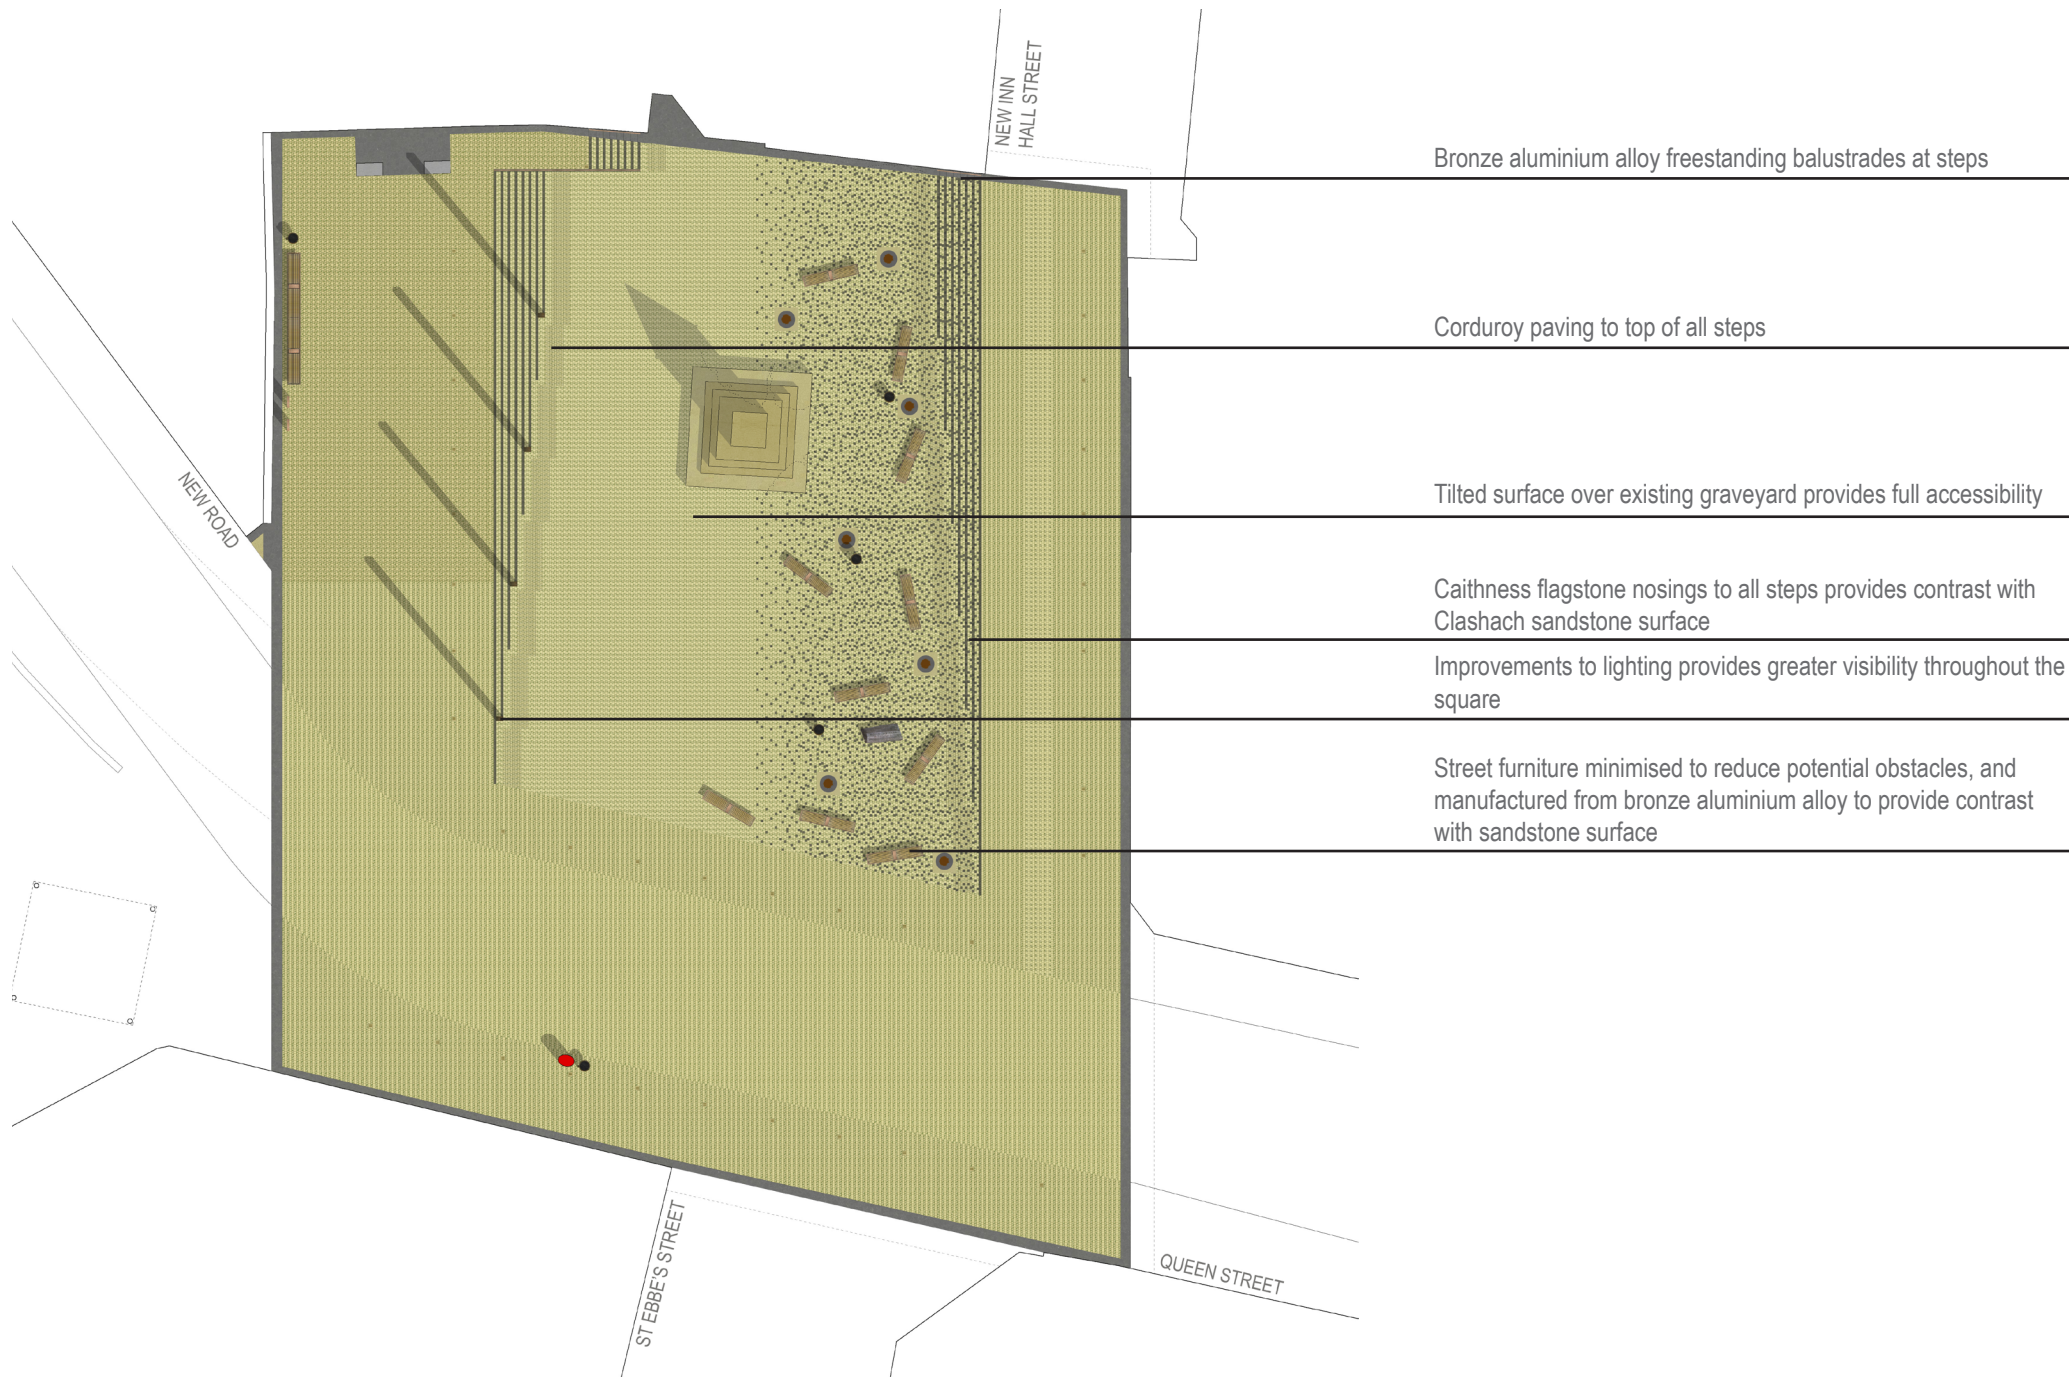 NEW INN
HALL STREET
Bronze aluminium alloy freestanding balustrades at steps
Corduroy paving to top of all steps
NEW ROAD
Tilted surface over existing graveyard provides full accessibility
Caithness flagstone nosings to all steps provides contrast with
Clashach sandstone surface
Improvements to lighting provides greater visibility throughout the
square
Street furniture minimised to reduce potential obstacles, and
manufactured from bronze aluminium alloy to provide contrast
with sandstone surface
ST EBBE'S STREET
QUEEN STREET